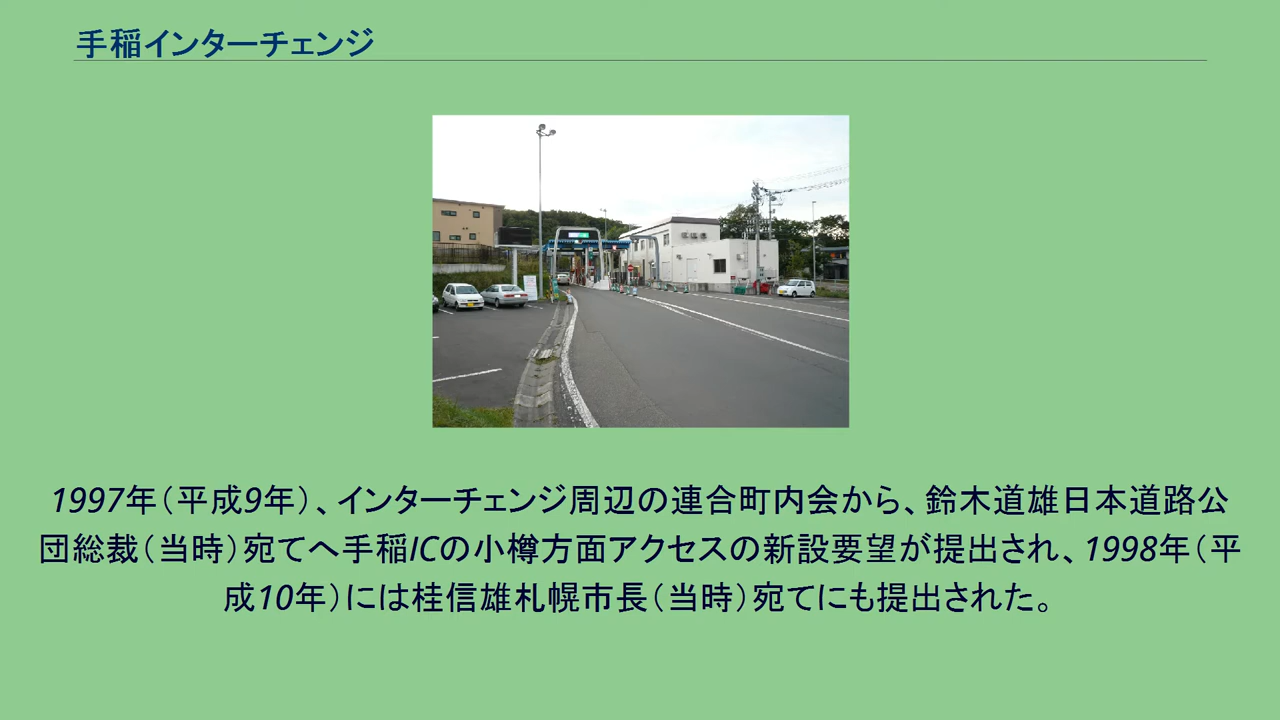 手稲インターチェンジ
1997年（平成9年）、インターチェンジ周辺の連合町内会から、鈴木道雄日本道路公
団総裁（当時）宛てへ手稲ICの小樽方面アクセスの新設要望が提出され、1998年（平
成10年）には桂信雄札幌市長（当時）宛てにも提出された。